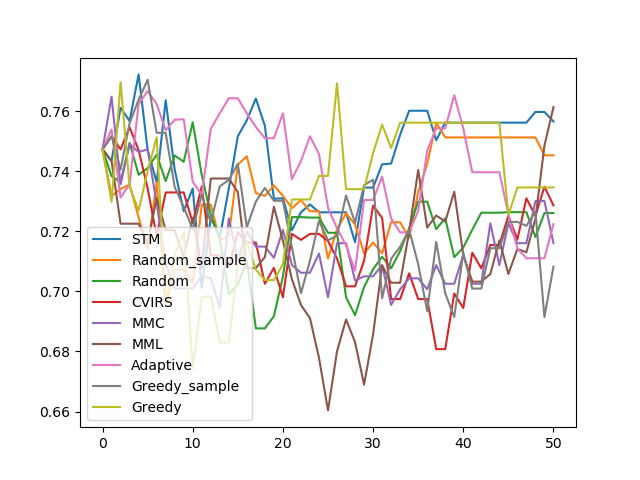 0.76
0.74
0.72
0.70
0.68
0.66
STM
Random_sample
Random
CVIRS
MMC
MML
Adaptive
Greedy_sample
Greedy
0 10 20 30 40 50